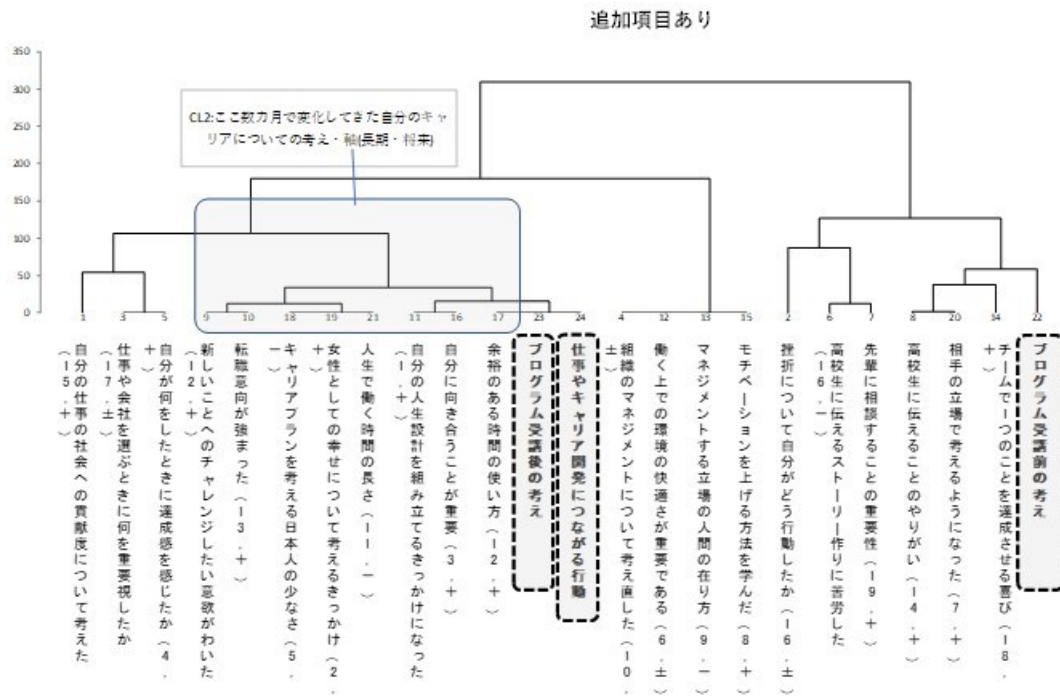 追加項目あり
350
300
250
200
150
100
50
0
CL2:ここ数カ月で変化してきた自分のキャ
リアについての考え・軸(長期・将来)
1
3
5
9
10
18
19
21
11
16
17
23
24
4
12
13
15
2
6
7
8
20
14
22
自分の仕事の社会への貢献度について考えた
(15,+)
仕事や会社を選ぶときに何を重要視したか
(17,±)
自分が何をしたときに達成感を感じたか(4,
+)
新しいことへのチャレンジしたい意欲がわいた
(12,+)
転職意向が強まった(13,+)
キャリアプランを考える日本人の少なさ(5,
ー)
女性としての幸せについて考えるきっかけ(2,
+)
人生で働く時間の長さ(11,ー)
自分の人生設計を組み立てるきっかけになった
(1,+)
自分に向き合うことが重要(3,+)
余裕のある時間の使い方(12,+)
プログラム受講後の考え
仕事やキャリア開発につながる行動
組織のマネジメントについて考え直した(10,
±)
働く上での環境の快適さが重要である(6,±)
マネジメントする立場の人間の在り方(9,ー)
モチベーションを上げる方法を学んだ(8,+)
挫折について自分がどう行動したか(16,±)
高校生に伝えるストーリー作りに苦労した
(16,ー)
先輩に相談することの重要性(19,+)
高校生に伝えることのやりがい(14,+)
相手の立場で考えるようになった(7,+)
チームで1つのことを達成させる喜び(18,
+)
プログラム受講前の考え